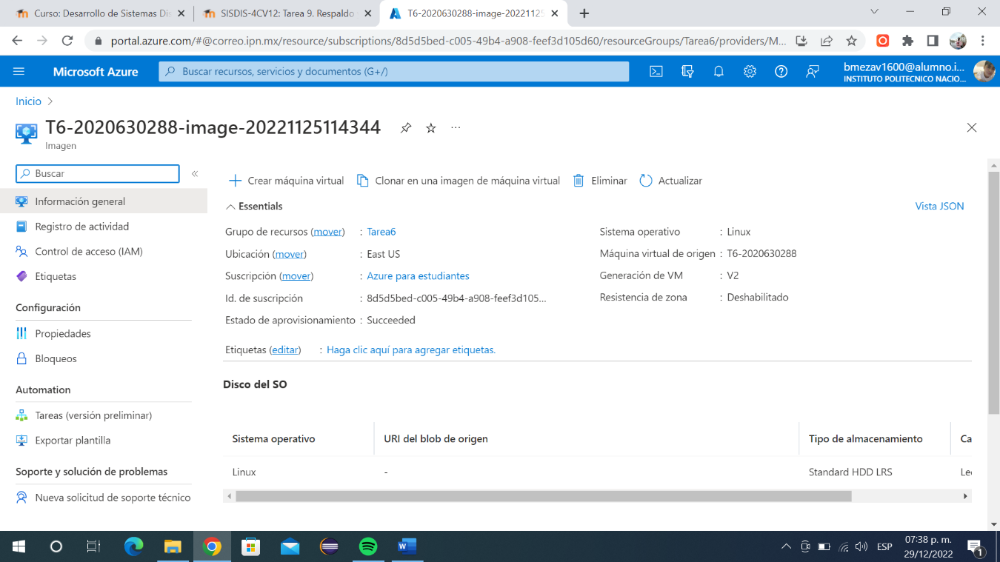 Curso: Desarrollo de Sistemas Dis
SISDIS-4CV12: Tarea 9. Respaldo
T6-2020630288-image-2022112
portal.azure.com/#@correo.ipn.mx/resource/subscriptions/8d5d5bed-c005-49b4-a908-feef3d105d60/resourceGroups/Tarea6/providers/M...
Microsoft Azure
Buscar recursos, servicios y documentos (G+/)
bmezav1600@alumno.i...
INSTITUTO POLITECNICO NACIO...
Inicio
T6-2020630288-image-20221125114344
Imagen
Buscar
Información general
Registro de actividad
Control de acceso (IAM)
Etiquetas
Configuración
Propiedades
Bloqueos
Automation
Tareas (versión preliminar)
Exportar plantilla
Soporte y solución de problemas
Nueva solicitud de soporte técnico
Crear máquina virtual
Clonar en una imagen de máquina virtual
Eliminar
Actualizar
Essentials
Vista JSON
Grupo de recursos (mover) : Tarea6
Ubicación (mover) : East US
Suscripción (mover) : Azure para estudiantes
Id. de suscripción : 8d5d5bed-c005-49b4-a908-feef3d105...
Estado de aprovisionamiento : Succeeded
Sistema operativo : Linux
Máquina virtual de origen : T6-2020630288
Generación de VM : V2
Resistencia de zona : Deshabilitado
Etiquetas (editar) : Haga clic aquí para agregar etiquetas.
Disco del SO
Sistema operativo URI del blob de origen Tipo de almacenamiento Ca
Linux - Standard HDD LRS Le
ESP
07:38 p. m.
29/12/2022
1